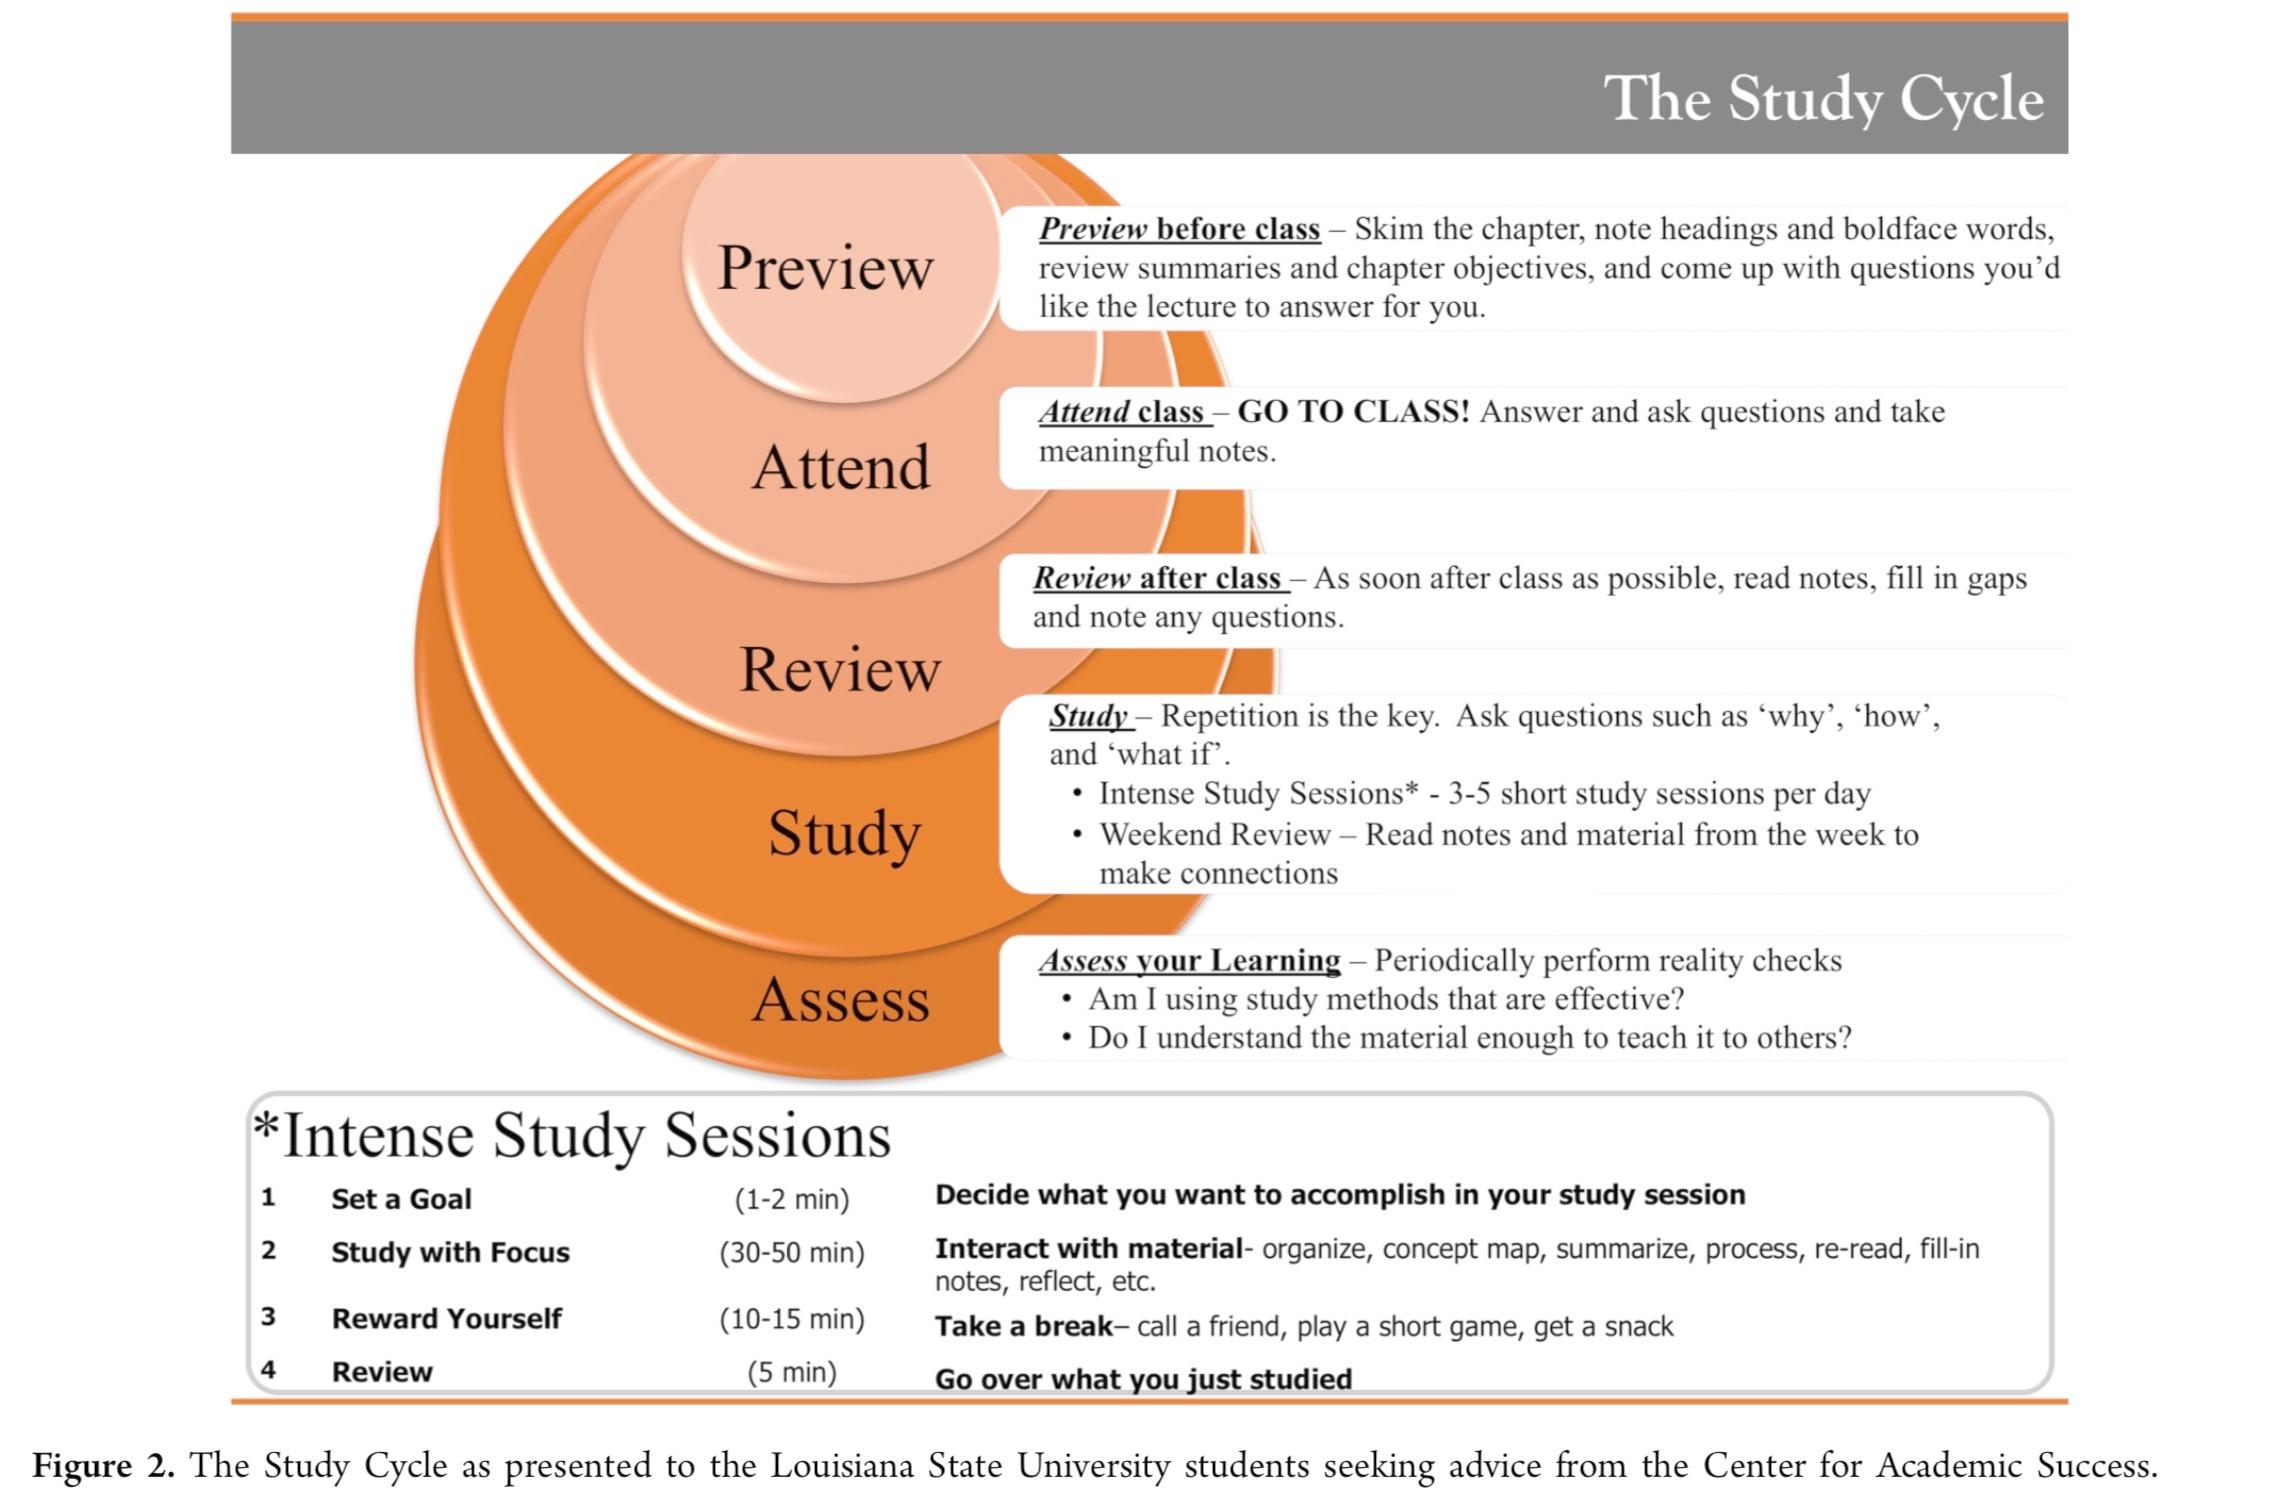 The Study Cycle
Preview
Preview before class – Skim the chapter, note headings and boldface words,
review summaries and chapter objectives, and come up with questions you’d
like the lecture to answer for you.
Attend
Attend class – GO TO CLASS! Answer and ask questions and take
meaningful notes.
Review
Review after class – As soon after class as possible, read notes, fill in gaps
and note any questions.
Study
Study – Repetition is the key. Ask questions such as ‘why’, ‘how’,
and ‘what if’.
• Intense Study Sessions* - 3-5 short study sessions per day
• Weekend Review – Read notes and material from the week to
make connections
Assess
Assess your Learning – Periodically perform reality checks
• Am I using study methods that are effective?
• Do I understand the material enough to teach it to others?
*Intense Study Sessions
1 Set a Goal (1-2 min) Decide what you want to accomplish in your study session
2 Study with Focus (30-50 min) Interact with material- organize, concept map, summarize, process, re-read, fill-in
notes, reflect, etc.
3 Reward Yourself (10-15 min) Take a break– call a friend, play a short game, get a snack
4 Review (5 min) Go over what you just studied
Figure 2. The Study Cycle as presented to the Louisiana State University students seeking advice from the Center for Academic Success.